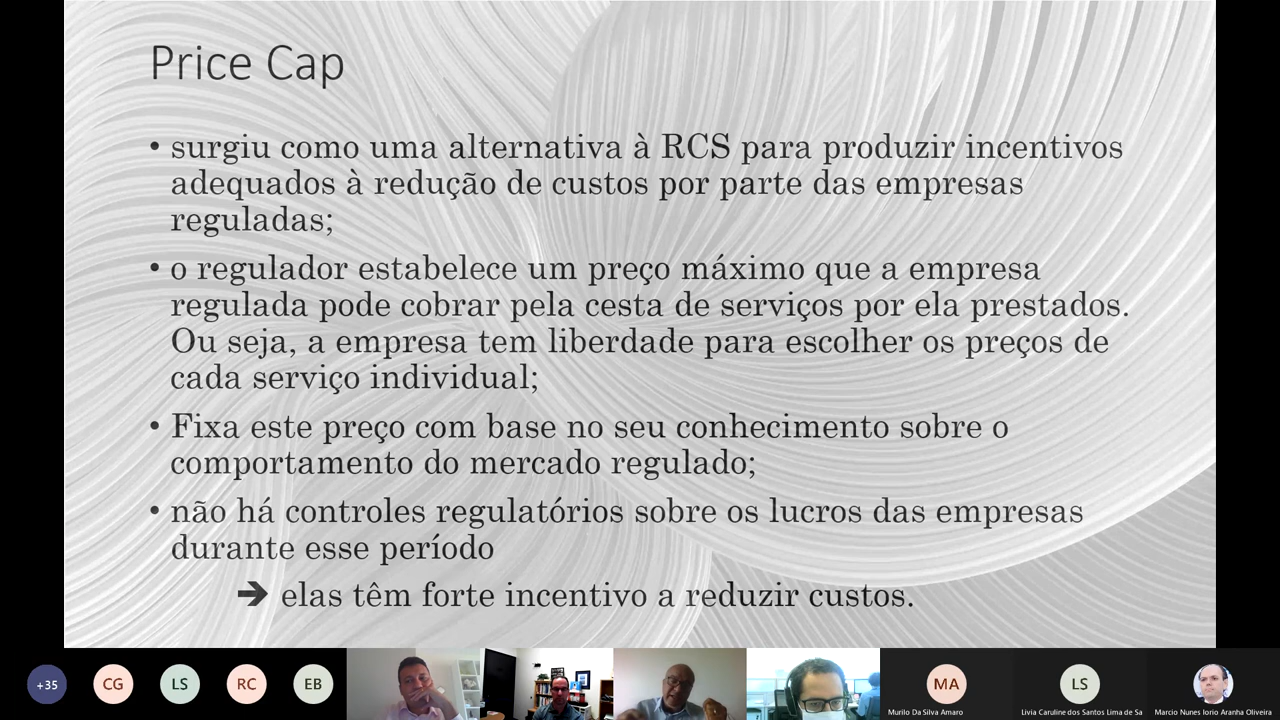 Price Cap
• surgiu como uma alternativa à RCS para produzir incentivos
adequados à redução de custos por parte das empresas
reguladas;
• o regulador estabelece um preço máximo que a empresa
regulada pode cobrar pela cesta de serviços por ela prestados.
Ou seja, a empresa tem liberdade para escolher os preços de
cada serviço individual;
• Fixa este preço com base no seu conhecimento sobre o
comportamento do mercado regulado;
• não há controles regulatórios sobre os lucros das empresas
durante esse período
➔ elas têm forte incentivo a reduzir custos.
+35 CG LS RC EB MA LS
Murilo Da Silva Amaro Livia Caruline dos Santos Lima de Sa Marcio Nunes Iorio Aranha Oliveira